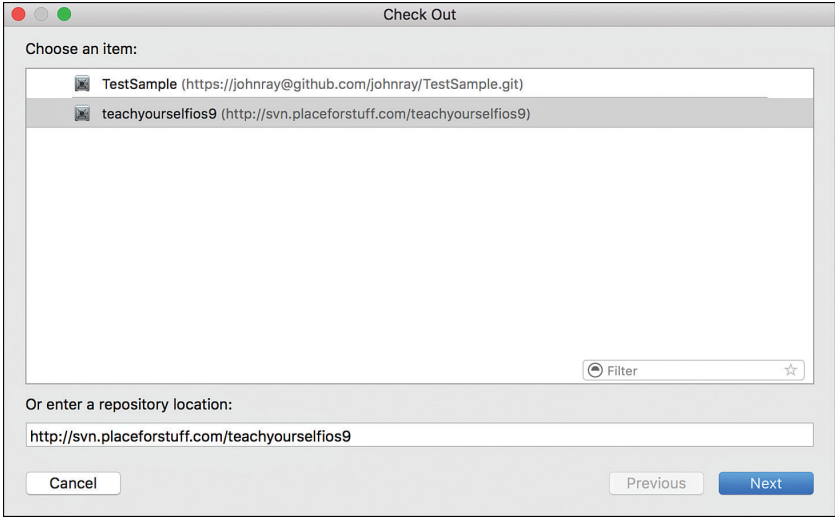 Check Out
Choose an item:
TestSample (https://johnray@github.com/johnray/TestSample.git)
teachyourselfios9 (http://svn.placeforstuff.com/teachyourselfios9)
Filter
Or enter a repository location:
http://svn.placeforstuff.com/teachyourselfios9
Cancel Previous Next